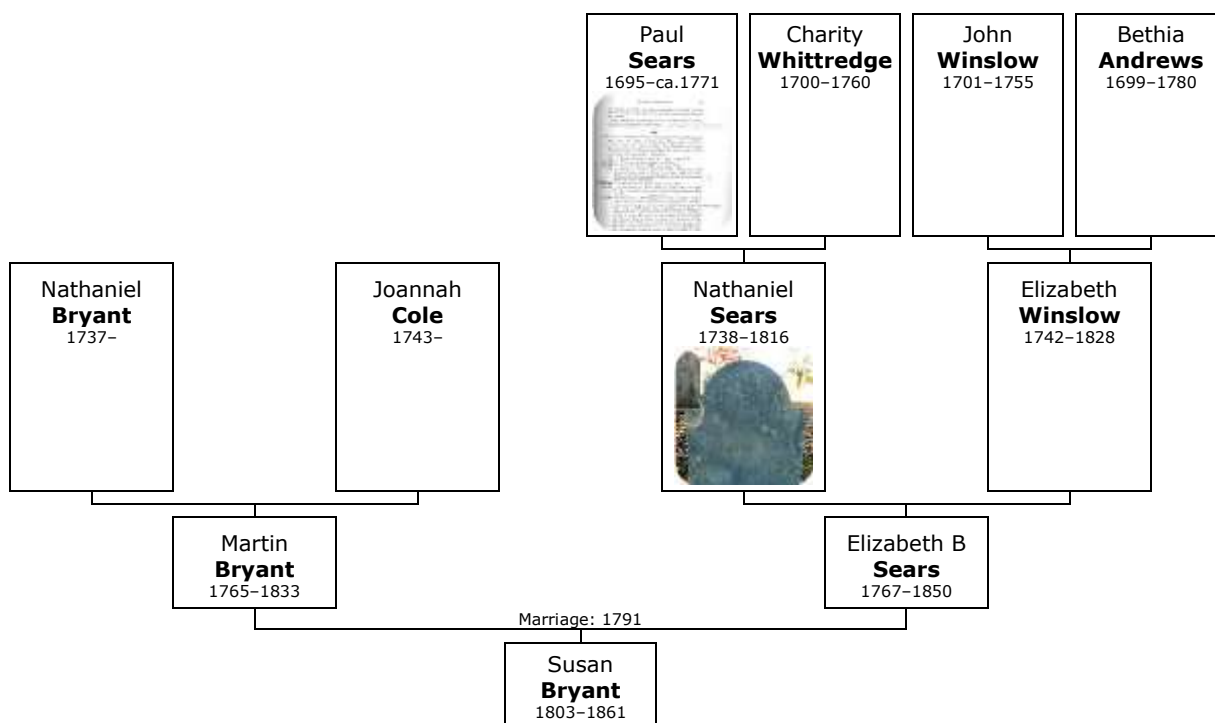 Paul
Sears
1695–ca.1771
Charity
Whittredge
1700–1760
John
Winslow
1701–1755
Bethia
Andrews
1699–1780
Nathaniel
Bryant
1737–
Joannah
Cole
1743–
Nathaniel
Sears
1738–1816
Elizabeth
Winslow
1742–1828
Martin
Bryant
1765–1833
Elizabeth B
Sears
1767–1850
Marriage: 1791
Susan
Bryant
1803–1861